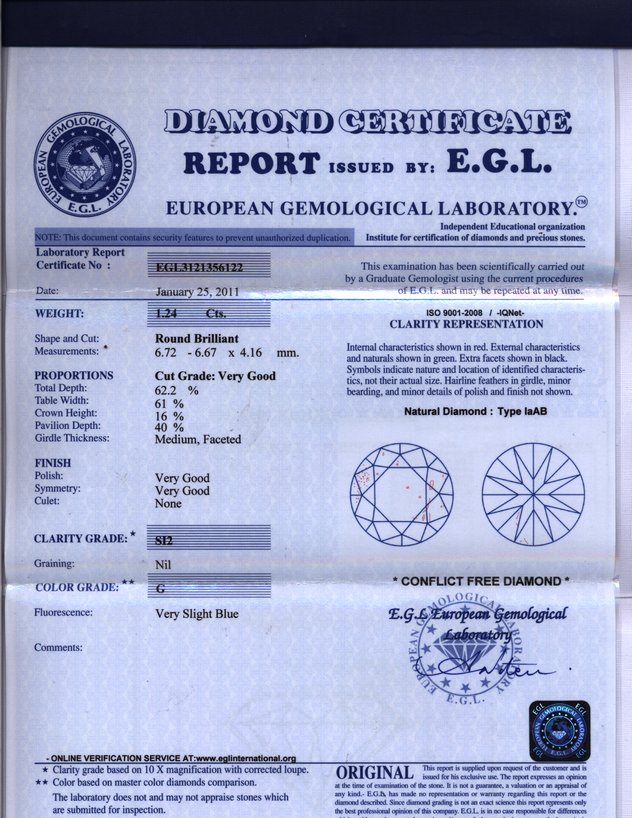 EUROPEAN GEMOLOGICAL LABORATORY
E.G.L.
DIAMOND CERTIFICATE
REPORT ISSUED BY: E.G.L.
EUROPEAN GEMOLOGICAL LABORATORY.™
Independent Educational organization
NOTE: This document contains security features to prevent unauthorized duplication.
Institute for certification of diamonds and precious stones.
Laboratory Report
Certificate No : EGL3121356122
This examination has been scientifically carried out
by a Graduate Gemologist using the current procedures
of E.G.L. and may be repeated at any time.
Date: January 25, 2011
WEIGHT: 1.24 Cts.
ISO 9001-2008 / -IQNet-
CLARITY REPRESENTATION
Shape and Cut: Round Brilliant
Measurements: * 6.72 - 6.67 x 4.16 mm.
Internal characteristics shown in red. External characteristics
and naturals shown in green. Extra facets shown in black.
Symbols indicate nature and location of identified characteris-
tics, not their actual size. Hairline feathers in girdle, minor
bearding, and minor details of polish and finish not shown.
PROPORTIONS Cut Grade: Very Good
Total Depth: 62.2 %
Table Width: 61 %
Crown Height: 16 %
Pavilion Depth: 40 %
Girdle Thickness: Medium, Faceted
Natural Diamond : Type IaAB
FINISH
Polish: Very Good
Symmetry: Very Good
Culet: None
CLARITY GRADE: * SI2
Graining: Nil
COLOR GRADE: ** G
* CONFLICT FREE DIAMOND *
Fluorescence: Very Slight Blue
E.G.L European Gemological
Laboratory
EUROPEAN GEMOLOGICAL LABORATORY
E.G.L.
Comments:
EGL EGL
GEMOLOGICAL
EGL EGL
- ONLINE VERIFICATION SERVICE AT:www.eglinternational.org
* Clarity grade based on 10 X magnification with corrected loupe.
** Color based on master color diamonds comparison.
The laboratory does not and may not appraise stones which
are submitted for inspection.
ORIGINAL This report is supplied upon request of the customer and is
issued for his exclusive use. The report expresses an opinion
at the time of examination of the stone. It is not a guarantee, a valuation or an appraisal of
any kind.- E.G.L. has made no representation or warranty regarding this report or the
diamond described. Since diamond grading is not an exact science this report represents only
the best professional opinion of this company. E.G.L. is in no case responsible for differences